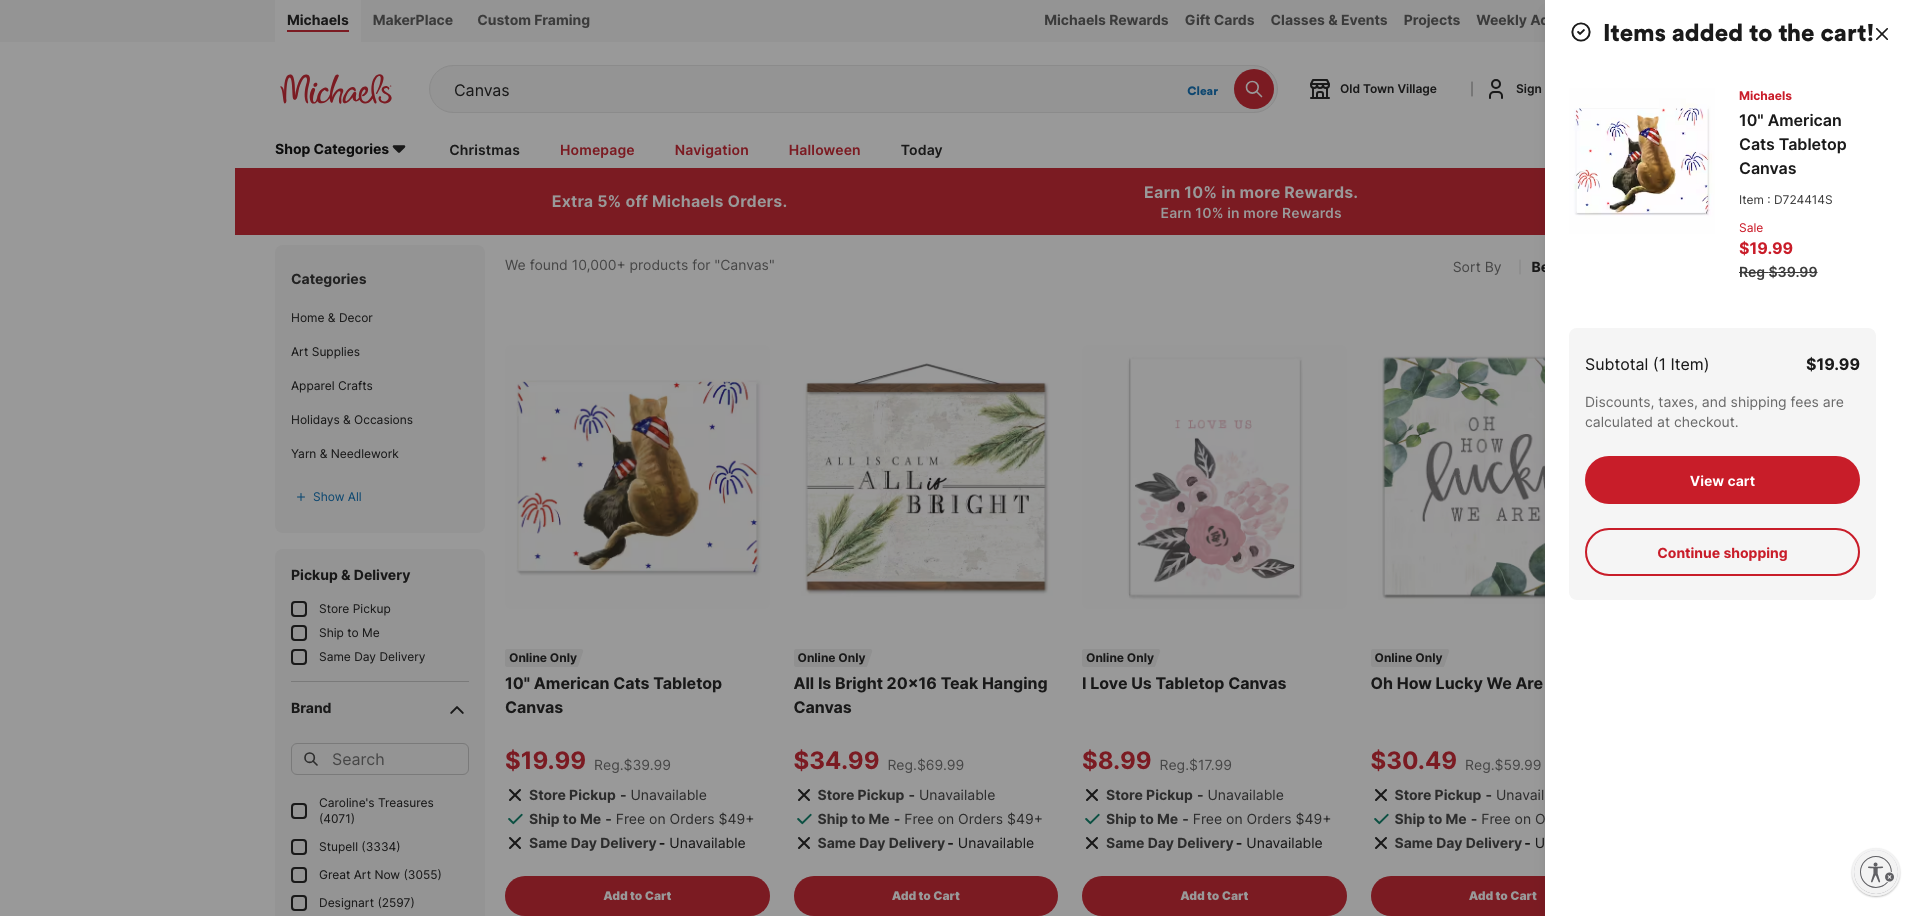 Michaels MakerPlace Custom Framing Michaels Rewards Gift Cards Classes & Events Projects Weekly
Items added to the cart!
Michaels
Canvas
Clear
Old Town Village
Sign
Shop Categories Christmas Homepage Navigation Halloween Today
Extra 5% off Michaels Orders.
Earn 10% in more Rewards.
Earn 10% in more Rewards
Categories
Home & Decor
Art Supplies
Apparel Crafts
Holidays & Occasions
Yarn & Needlework
+ Show All
Pickup & Delivery
Store Pickup
Ship to Me
Same Day Delivery
Brand
Search
Caroline's Treasures
(4071)
Stupell (3334)
Great Art Now (3055)
Designart (2597)
We found 10,000+ products for "Canvas"
Sort By
Online Only
10" American Cats Tabletop
Canvas
$19.99 Reg.$39.99
Store Pickup - Unavailable
Ship to Me - Free on Orders $49+
Same Day Delivery - Unavailable
Add to Cart
ALL IS CALM
ALL is
BRIGHT
Online Only
All Is Bright 20x16 Teak Hanging
Canvas
$34.99 Reg.$69.99
Store Pickup - Unavailable
Ship to Me - Free on Orders $49+
Same Day Delivery - Unavailable
Add to Cart
I LOVE US
Online Only
I Love Us Tabletop Canvas
$8.99 Reg.$17.99
Store Pickup - Unavailable
Ship to Me - Free on Orders $49+
Same Day Delivery - Unavailable
Add to Cart
OH
HOW
lucky
WE ARE
Online Only
Oh How Lucky We Are
$30.49 Reg.$59.99
Store Pickup -
Ship to Me - Free on
Same Day Delivery -
Add to Cart
Michaels
10" American
Cats Tabletop
Canvas
Item : D724414S
Sale
$19.99
Reg $39.99
Subtotal (1 Item) $19.99
Discounts, taxes, and shipping fees are
calculated at checkout.
View cart
Continue shopping